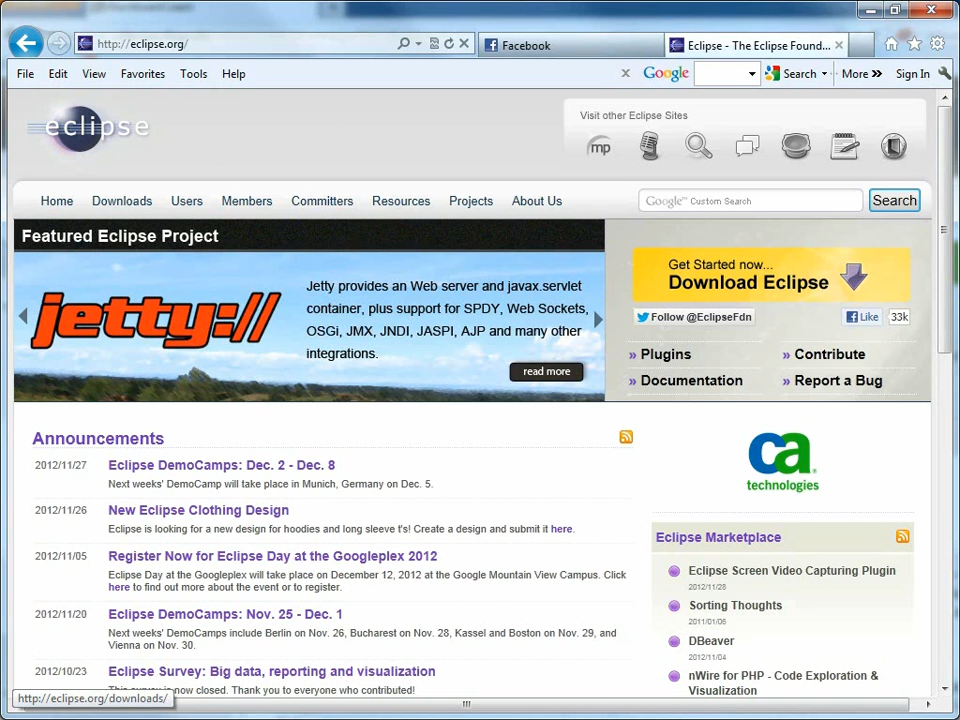 http://eclipse.org/
Facebook
Eclipse - The Eclipse Found...
File Edit View Favorites Tools Help
x Google Search More » Sign In
eclipse
Visit other Eclipse Sites
mp
Home Downloads Users Members Committers Resources Projects About Us
Google™ Custom Search
Search
Featured Eclipse Project
jetty://
Jetty provides an Web server and javax.servlet
container, plus support for SPDY, Web Sockets,
OSGi, JMX, JNDI, JASPI, AJP and many other
integrations.
read more
Get Started now...
Download Eclipse
Follow @EclipseFdn
Like 33k
» Plugins » Contribute
» Documentation » Report a Bug
Announcements
2012/11/27 Eclipse DemoCamps: Dec. 2 - Dec. 8
Next weeks' DemoCamp will take place in Munich, Germany on Dec. 5.
2012/11/26 New Eclipse Clothing Design
Eclipse is looking for a new design for hoodies and long sleeve t's! Create a design and submit it here.
2012/11/05 Register Now for Eclipse Day at the Googleplex 2012
Eclipse Day at the Googleplex will take place on December 12, 2012 at the Google Mountain View Campus. Click
here to find out more about the event or to register.
2012/11/20 Eclipse DemoCamps: Nov. 25 - Dec. 1
Next weeks' DemoCamps include Berlin on Nov. 26, Bucharest on Nov. 28, Kassel and Boston on Nov. 29, and
Vienna on Nov. 30.
2012/10/23 Eclipse Survey: Big data, reporting and visualization
This survey is now closed. Thank you to everyone who contributed!
ca
technologies
Eclipse Marketplace
Eclipse Screen Video Capturing Plugin
2012/11/28
Sorting Thoughts
2011/01/06
DBeaver
2012/11/04
nWire for PHP - Code Exploration &
Visualization
http://eclipse.org/downloads/